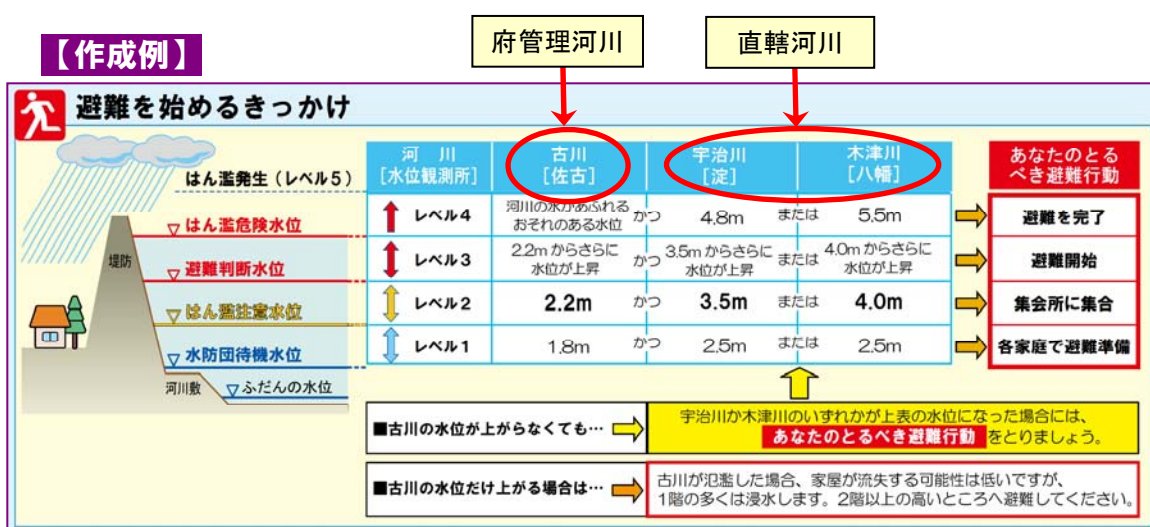 府管理河川
直轄河川
【作成例】
避難を始めるきっかけ
はん濫発生（レベル5）
▽はん濫危険水位
▽避難判断水位
▽はん濫注意水位
▽水防団待機水位
▽ふだんの水位
堤防
河川敷
河川 古川 宇治川 木津川 あなたのとる
[水位観測所] [佐古] [淀] [八幡] べき避難行動
レベル4 河川の水があふれる かつ 4.8m または 5.5m 避難を完了
おそれのある水位
レベル3 2.2mからさらに かつ 3.5mからさらに または 4.0mからさらに 避難開始
水位が上昇 水位が上昇 水位が上昇
レベル2 2.2m かつ 3.5m または 4.0m 集会所に集合
レベル1 1.8m かつ 2.5m または 2.5m 各家庭で避難準備
■古川の水位が上がらなくても…
宇治川か木津川のいずれかが上表の水位になった場合には、
あなたのとるべき避難行動 をとりましょう。
■古川の水位だけ上がる場合は…
古川が氾濫した場合、家屋が流失する可能性は低いですが、
1階の多くは浸水します。2階以上の高いところへ避難してください。